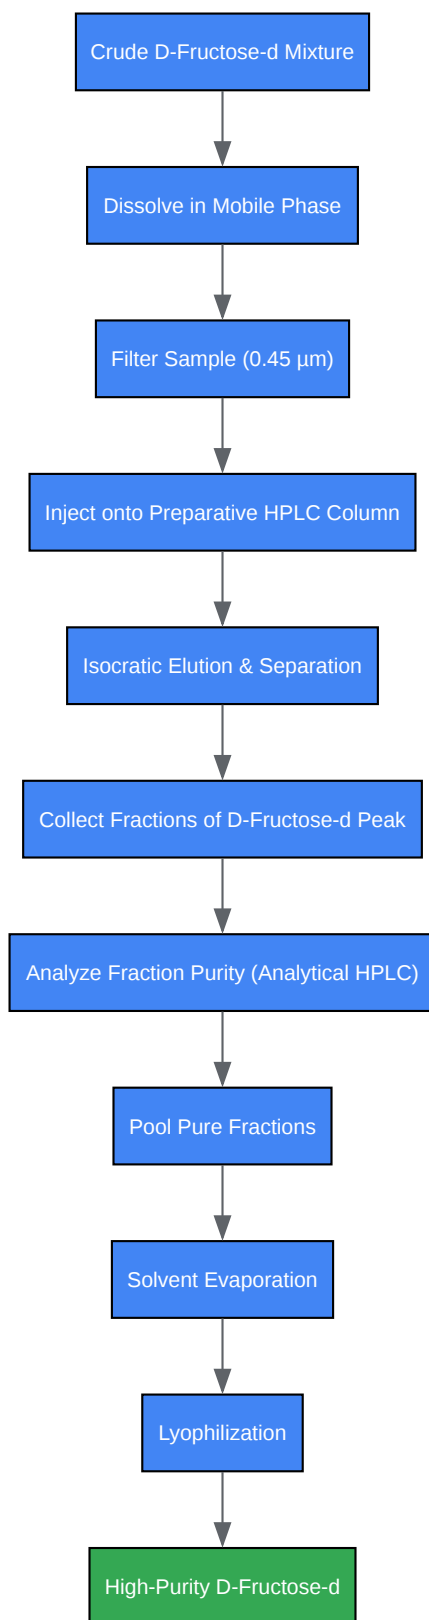 Crude D-Fructose-d Mixture
Dissolve in Mobile Phase
Filter Sample (0.45 µm)
Inject onto Preparative HPLC Column
Isocratic Elution & Separation
Collect Fractions of D-Fructose-d Peak
Analyze Fraction Purity (Analytical HPLC)
Pool Pure Fractions
Solvent Evaporation
Lyophilization
High-Purity D-Fructose-d